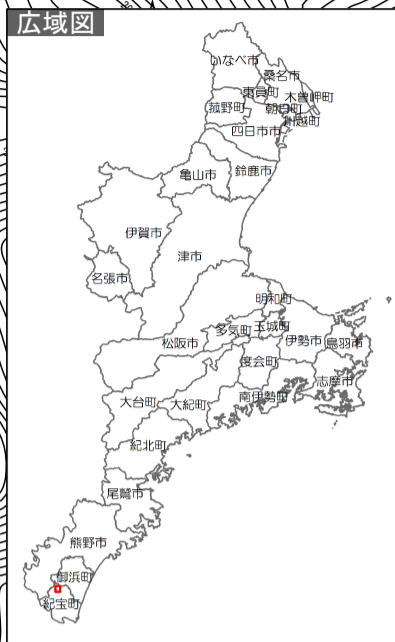 広域図
いなべ市
桑名市
東員町
木曽岬町
菰野町
朝日町
川越町
四日市市
亀山市
鈴鹿市
伊賀市
津市
名張市
明和町
多気町
玉城町
松阪市
伊勢市
鳥羽市
度会町
志摩市
大台町
大紀町
南伊勢町
紀北町
尾鷲市
熊野市
御浜町
紀宝町